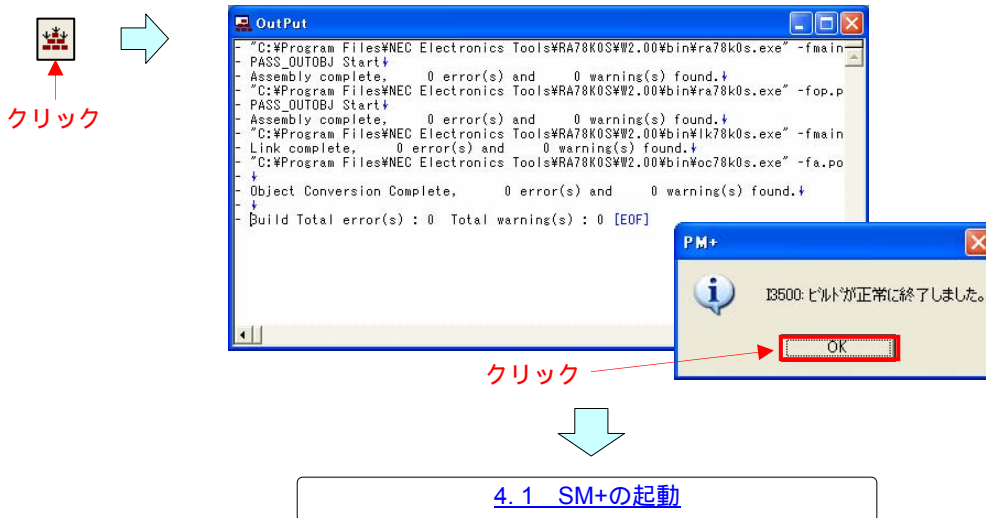 クリック
OutPut
- "C:¥Program Files¥NEC Electronics Tools¥RA78K0S¥W2.00¥bin¥ra78k0s.exe" -fmain
- PASS_OUTOBJ Start↓
- Assembly complete,    0 error(s) and    0 warning(s) found.↓
- "C:¥Program Files¥NEC Electronics Tools¥RA78K0S¥W2.00¥bin¥ra78k0s.exe" -fop.p
- PASS_OUTOBJ Start↓
- Assembly complete,    0 error(s) and    0 warning(s) found.↓
- "C:¥Program Files¥NEC Electronics Tools¥RA78K0S¥W2.00¥bin¥lk78k0s.exe" -fmain
- Link complete,    0 error(s) and    0 warning(s) found.↓
- "C:¥Program Files¥NEC Electronics Tools¥RA78K0S¥W2.00¥bin¥oc78k0s.exe" -fa.po
- ↓
- Object Conversion Complete,    0 error(s) and    0 warning(s) found.↓
- ↓
- Build Total error(s) : 0  Total warning(s) : 0 [EOF]
PM+
I3500: ビルドが正常に終了しました。
OK
クリック
4. 1 SM+の起動